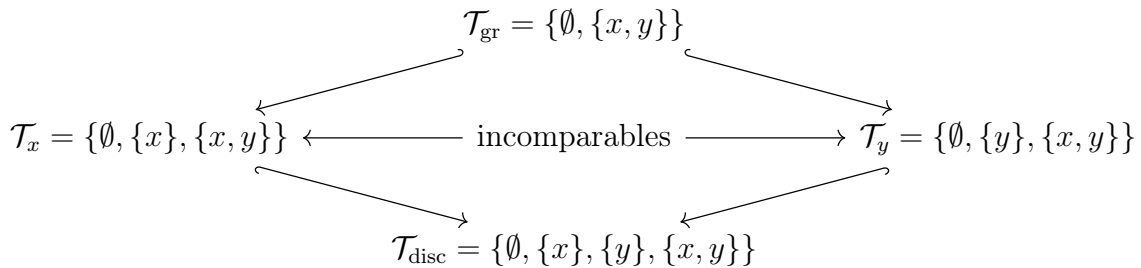 𝒯_gr = {∅, {x, y}}
𝒯_x = {∅, {x}, {x, y}} incomparables 𝒯_y = {∅, {y}, {x, y}}
𝒯_disc = {∅, {x}, {y}, {x, y}}